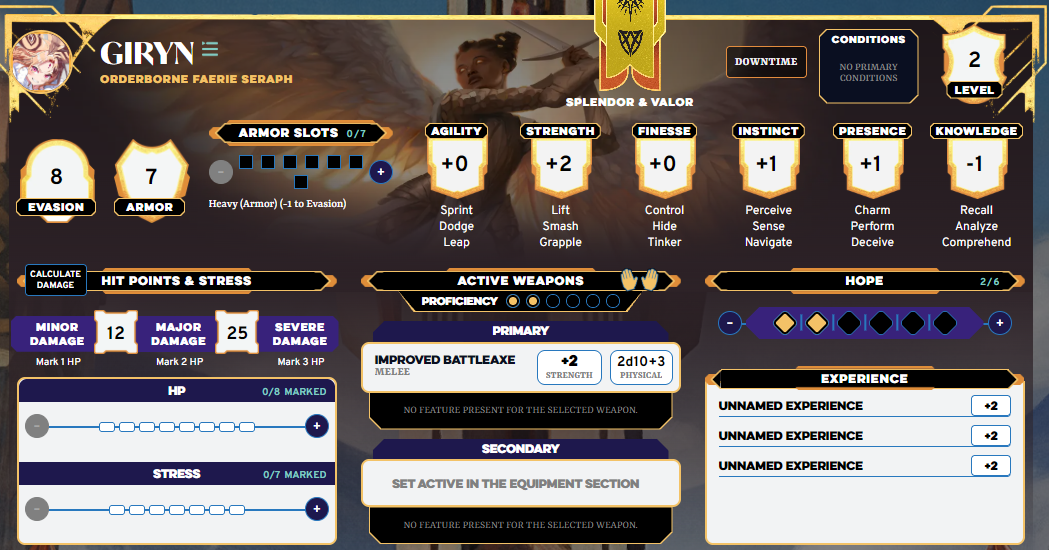 GIRYN
ORDERBORNE FAERIE SERAPH
SPLENDOR & VALOR
DOWNTIME
CONDITIONS
NO PRIMARY
CONDITIONS
2
LEVEL
8
EVASION
7
ARMOR
ARMOR SLOTS 0/7
−
+
Heavy (Armor) (-1 to Evasion)
AGILITY
+0
Sprint
Dodge
Leap
STRENGTH
+2
Lift
Smash
Grapple
FINESSE
+0
Control
Hide
Tinker
INSTINCT
+1
Perceive
Sense
Navigate
PRESENCE
+1
Charm
Perform
Deceive
KNOWLEDGE
-1
Recall
Analyze
Comprehend
CALCULATE
DAMAGE
HIT POINTS & STRESS
MINOR
DAMAGE
Mark 1 HP
12
MAJOR
DAMAGE
Mark 2 HP
25
SEVERE
DAMAGE
Mark 3 HP
HP 0/8 MARKED
− +
STRESS 0/7 MARKED
− +
ACTIVE WEAPONS
PROFICIENCY
PRIMARY
IMPROVED BATTLEAXE
MELEE
+2
STRENGTH
2d10+3
PHYSICAL
NO FEATURE PRESENT FOR THE SELECTED WEAPON.
SECONDARY
SET ACTIVE IN THE EQUIPMENT SECTION
NO FEATURE PRESENT FOR THE SELECTED WEAPON.
HOPE 2/6
− +
EXPERIENCE
UNNAMED EXPERIENCE +2
UNNAMED EXPERIENCE +2
UNNAMED EXPERIENCE +2